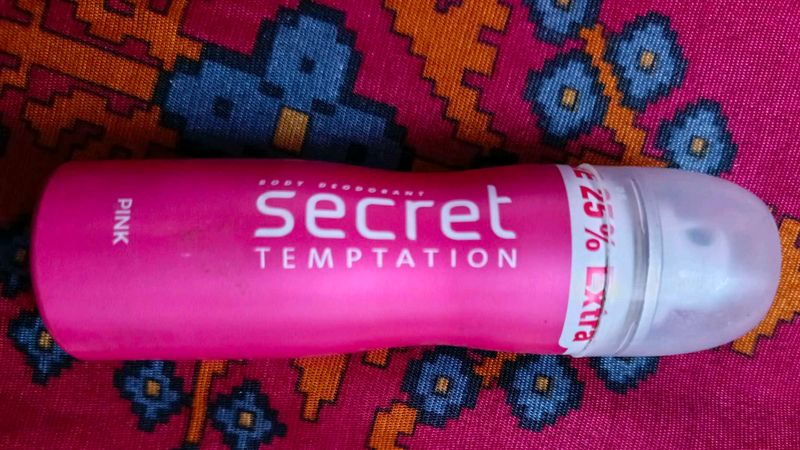 BODY DEODORANT
secret
TEMPTATION
PINK
25% Extra